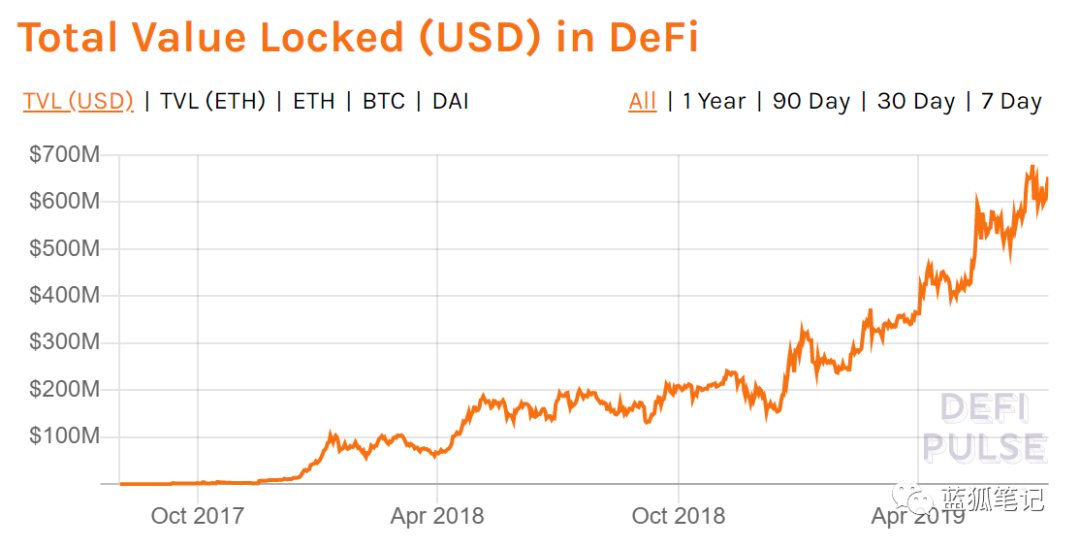 Total Value Locked (USD) in DeFi
TVL (USD) | TVL (ETH) | ETH | BTC | DAI
All | 1 Year | 90 Day | 30 Day | 7 Day
$700M
$600M
$500M
$400M
$300M
$200M
$100M
DEFI
PULSE
Oct 2017
Apr 2018
Oct 2018
Apr 2019
蓝狐笔记